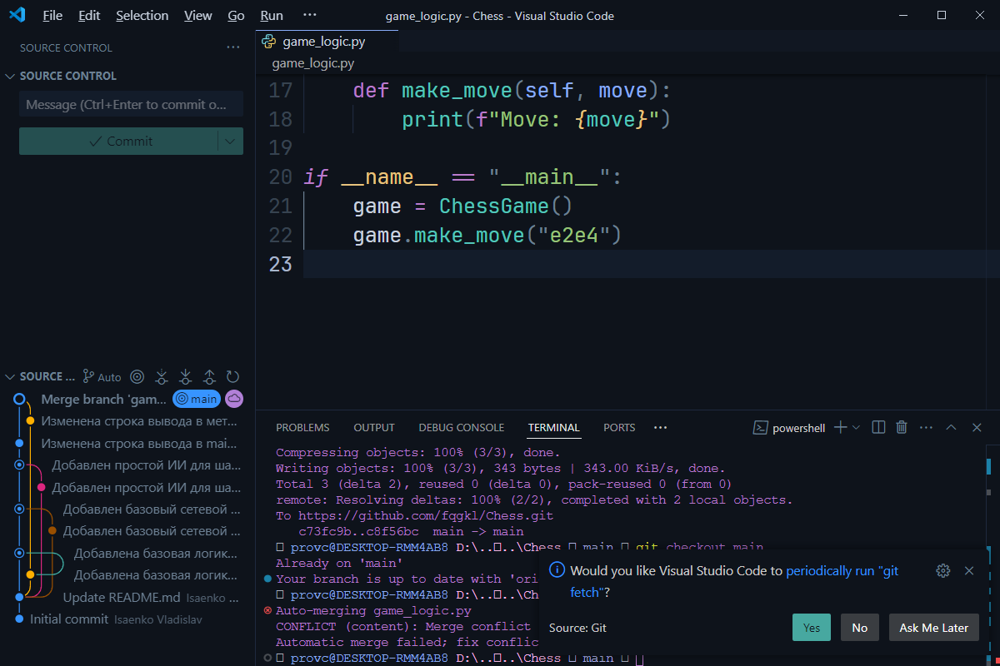 File Edit Selection View Go Run ··· game_logic.py - Chess - Visual Studio Code
SOURCE CONTROL ···
SOURCE CONTROL
Message (Ctrl+Enter to commit o...
Commit
SOURCE ... Auto
Merge branch 'gam... main
Изменена строка вывода в мет...
Изменена строка вывода в mai...
Добавлен простой ИИ для ша...
Добавлен простой ИИ для ша...
Добавлен базовый сетевой ...
Добавлен базовый сетевой ...
Добавлена базовая логик...
Добавлена базовая логик...
Update README.md Isaenko ...
Initial commit Isaenko Vladislav
game_logic.py
game_logic.py
17 def make_move(self, move):
18 print(f"Move: {move}")
19
20 if __name__ == "__main__":
21 game = ChessGame()
22 game.make_move("e2e4")
23
PROBLEMS OUTPUT DEBUG CONSOLE TERMINAL PORTS ··· powershell ···
Compressing objects: 100% (3/3), done.
Writing objects: 100% (3/3), 343 bytes | 343.00 KiB/s, done.
Total 3 (delta 2), reused 0 (delta 0), pack-reused 0 (from 0)
remote: Resolving deltas: 100% (2/2), completed with 2 local objects.
To https://github.com/fqgkl/Chess.git
c73fc9b..c8f56bc main -> main
provc@DESKTOP-RMM4AB8 D:\..▯..\Chess ▯ main ▯ git checkout main
Already on 'main'
Your branch is up to date with 'ori
provc@DESKTOP-RMM4AB8 D:\..▯..\Ch
Auto-merging game_logic.py
CONFLICT (content): Merge conflict
Automatic merge failed; fix conflic
provc@DESKTOP-RMM4AB8 D:\..▯..\Chess ▯ main ▯
Would you like Visual Studio Code to periodically run "git
fetch"?
Source: Git
Yes No Ask Me Later